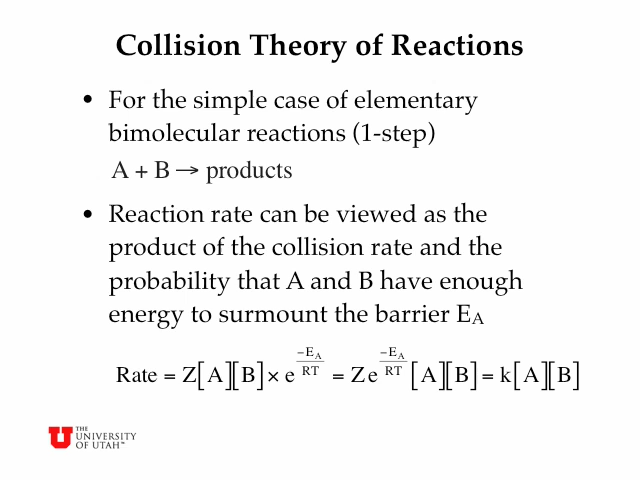 Collision Theory of Reactions
• For the simple case of elementary
bimolecular reactions (1-step)
A + B → products
• Reaction rate can be viewed as the
product of the collision rate and the
probability that A and B have enough
energy to surmount the barrier E_A
Rate = Z[A][B] × e^(−E_A/RT) = Z e^(−E_A/RT) [A][B] = k[A][B]
U THE
UNIVERSITY
OF UTAH™